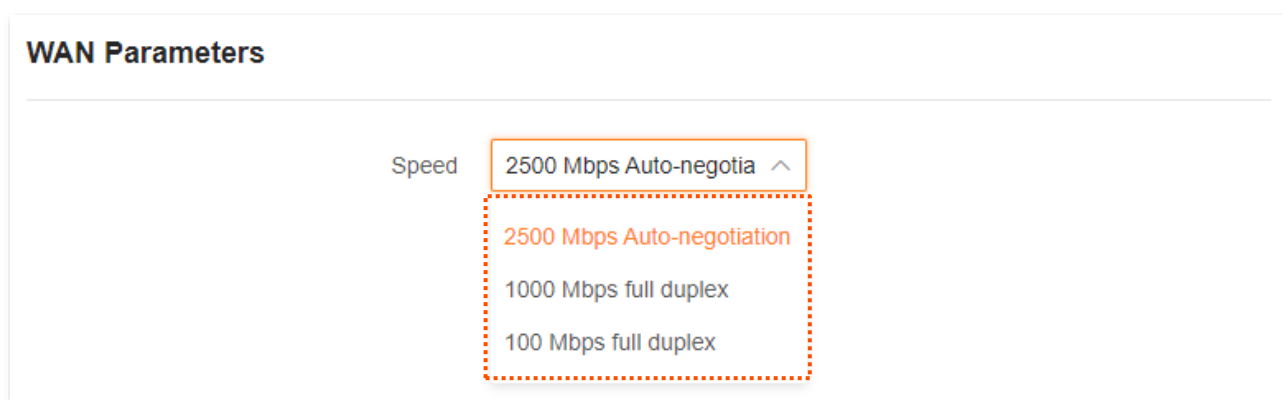 WAN Parameters
Speed 2500 Mbps Auto-negotia
2500 Mbps Auto-negotiation
1000 Mbps full duplex
100 Mbps full duplex